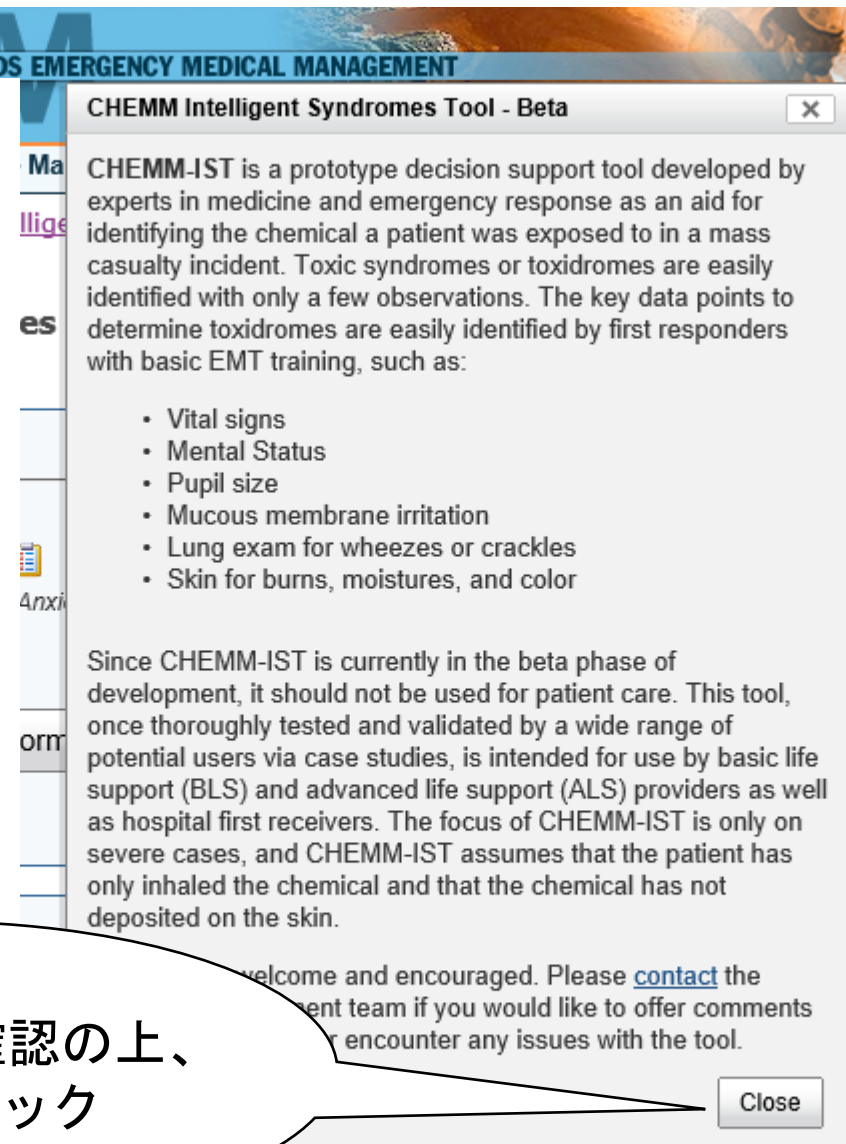 DS EMERGENCY MEDICAL MANAGEMENT
CHEMM Intelligent Syndromes Tool - Beta
Ma
llige
es
CHEMM-IST is a prototype decision support tool developed by
experts in medicine and emergency response as an aid for
identifying the chemical a patient was exposed to in a mass
casualty incident. Toxic syndromes or toxidromes are easily
identified with only a few observations. The key data points to
determine toxidromes are easily identified by first responders
with basic EMT training, such as:
• Vital signs
• Mental Status
• Pupil size
• Mucous membrane irritation
• Lung exam for wheezes or crackles
• Skin for burns, moistures, and color
Anxi
orm
Since CHEMM-IST is currently in the beta phase of
development, it should not be used for patient care. This tool,
once thoroughly tested and validated by a wide range of
potential users via case studies, is intended for use by basic life
support (BLS) and advanced life support (ALS) providers as well
as hospital first receivers. The focus of CHEMM-IST is only on
severe cases, and CHEMM-IST assumes that the patient has
only inhaled the chemical and that the chemical has not
deposited on the skin.
welcome and encouraged. Please contact the
ent team if you would like to offer comments
r encounter any issues with the tool.
認の上、
ック
Close